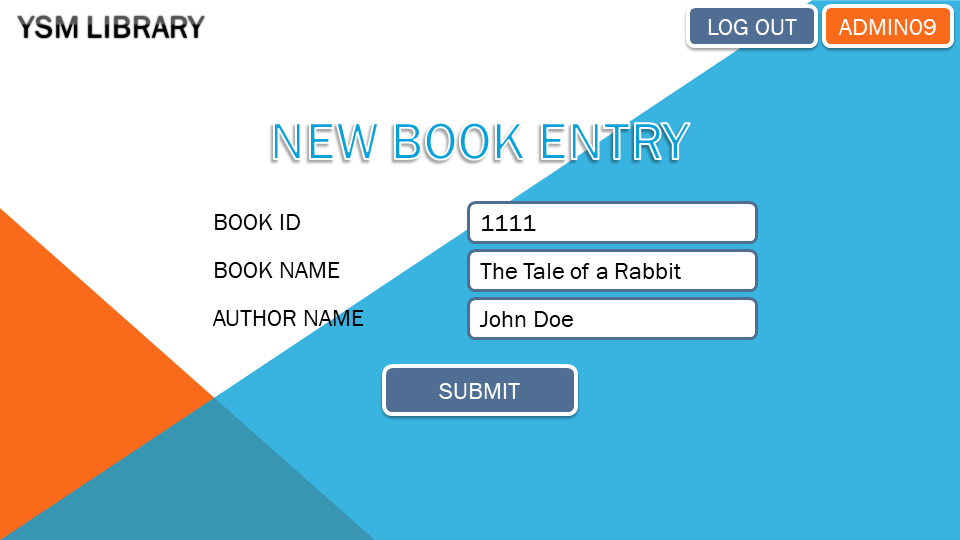 YSM LIBRARY
LOG OUT
ADMIN09
NEW BOOK ENTRY
BOOK ID
1111
BOOK NAME
The Tale of a Rabbit
AUTHOR NAME
John Doe
SUBMIT